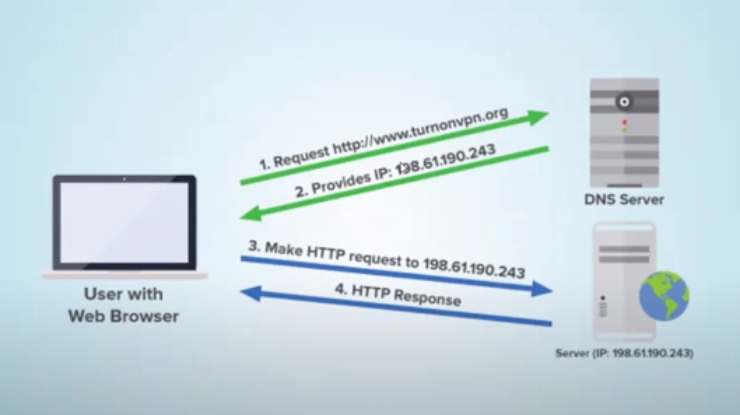 1. Request http://www.turnonvpn.org
2. Provides IP: 198.61.190.243
DNS Server
3. Make HTTP request to 198.61.190.243
4. HTTP Response
User with
Web Browser
Server (IP: 198.61.190.243)